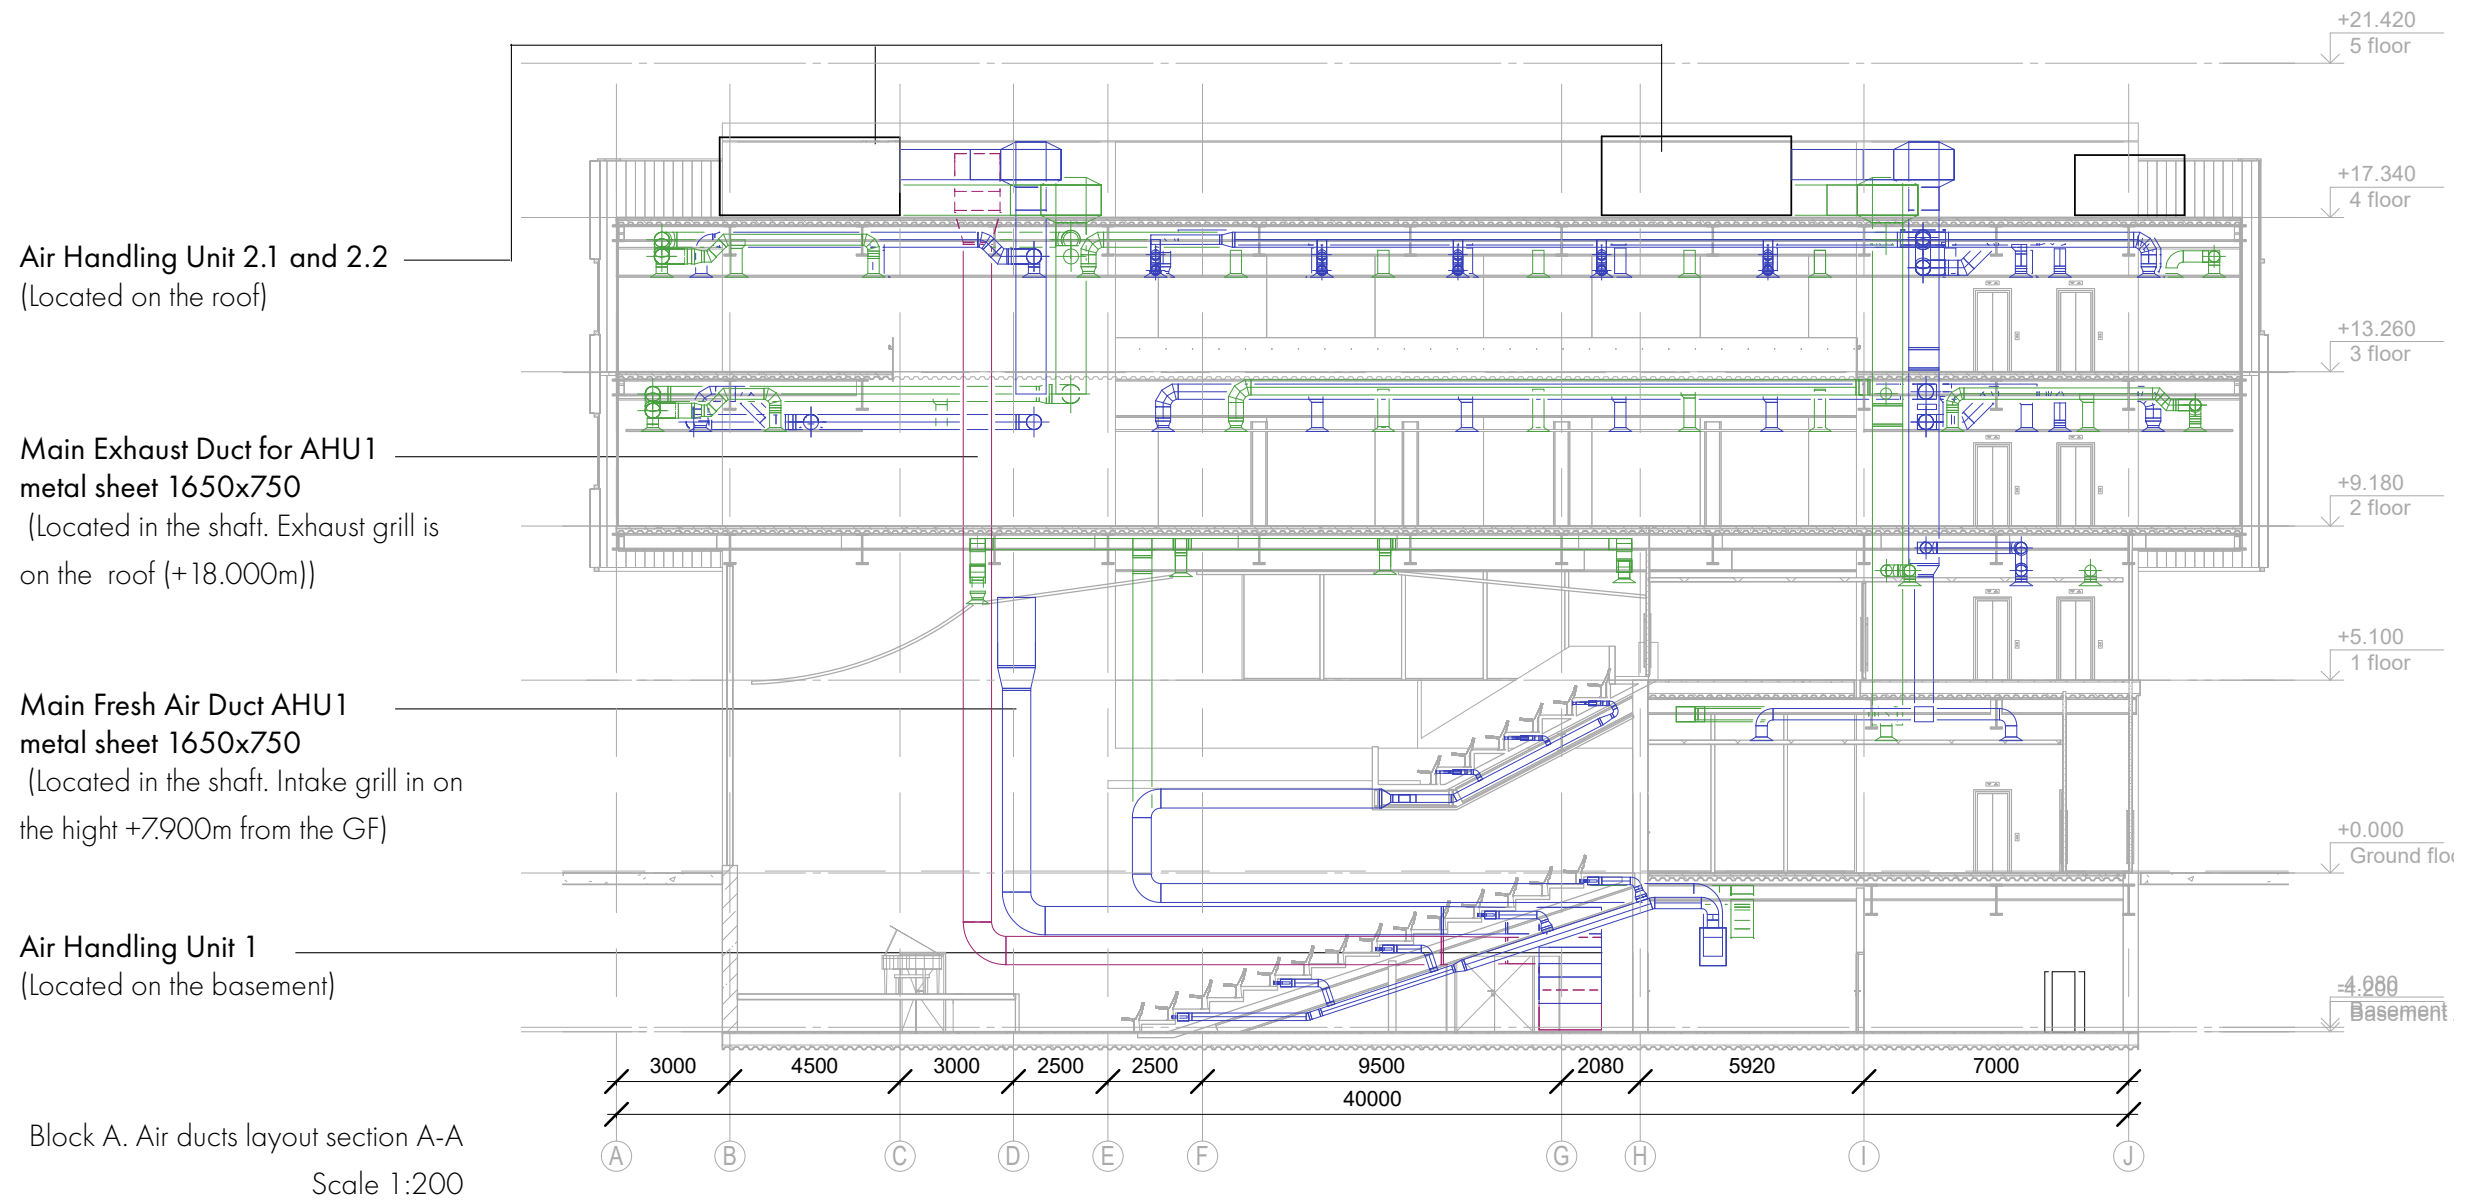 +21.420
5 floor
+17.340
4 floor
Air Handling Unit 2.1 and 2.2
(Located on the roof)
+13.260
3 floor
Main Exhaust Duct for AHU1
metal sheet 1650x750
(Located in the shaft. Exhaust grill is
on the roof (+18.000m))
+9.180
2 floor
+5.100
1 floor
Main Fresh Air Duct AHU1
metal sheet 1650x750
(Located in the shaft. Intake grill in on
the hight +7.900m from the GF)
+0.000
Ground flo
Air Handling Unit 1
(Located on the basement)
-4.080
-4.200
Basement
Basement
3000 4500 3000 2500 2500 9500 2080 5920 7000
40000
A B C D E F G H I J
Block A. Air ducts layout section A-A
Scale 1:200